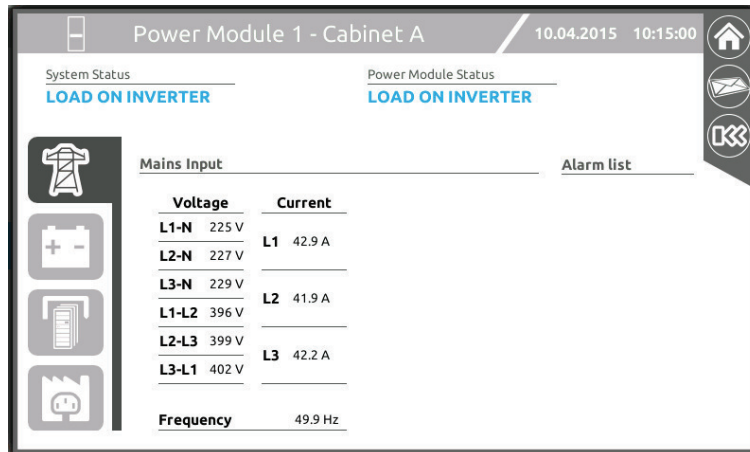 Power Module 1 - Cabinet A 10.04.2015 10:15:00
System Status Power Module Status
LOAD ON INVERTER LOAD ON INVERTER
Mains Input Alarm list
Voltage Current
L1-N 225 V
L1 42.9 A
L2-N 227 V
L3-N 229 V
L2 41.9 A
L1-L2 396 V
L2-L3 399 V
L3 42.2 A
L3-L1 402 V
Frequency 49.9 Hz